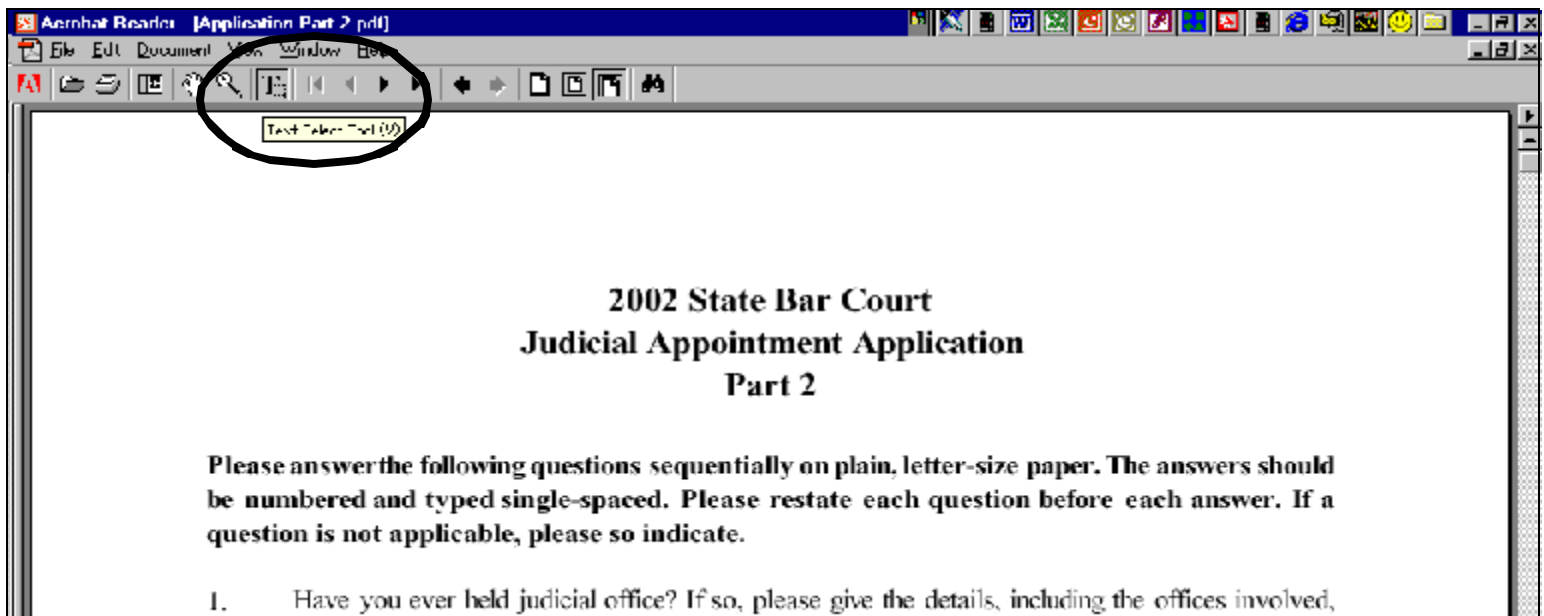 Acrobat Reader - [Application Part 2.pdf]
File Edit Document View Window Help
Text Select Tool (V)
2002 State Bar Court
Judicial Appointment Application
Part 2
Please answer the following questions sequentially on plain, letter-size paper. The answers should
be numbered and typed single-spaced. Please restate each question before each answer. If a
question is not applicable, please so indicate.
1. Have you ever held judicial office? If so, please give the details, including the offices involved,